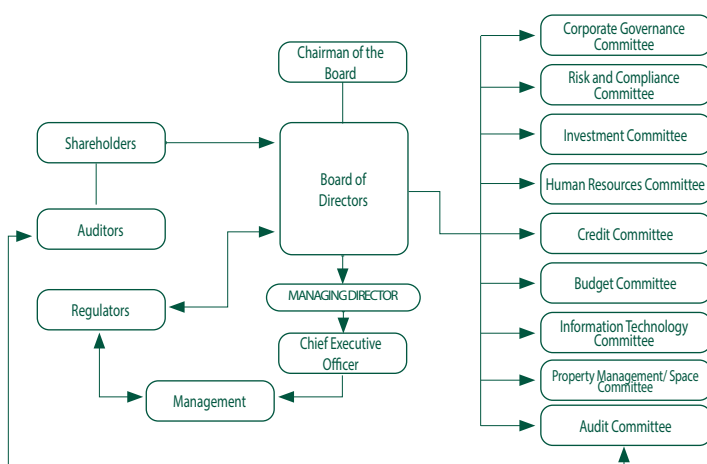 Corporate Governance
Committee
Chairman of the
Board
Risk and Compliance
Committee
Shareholders
Investment Committee
Board of
Directors
Human Resources Committee
Auditors
Credit Committee
MANAGING DIRECTOR
Budget Committee
Regulators
Chief Executive
Officer
Information Technology
Committee
Management
Property Management/ Space
Committee
Audit Committee